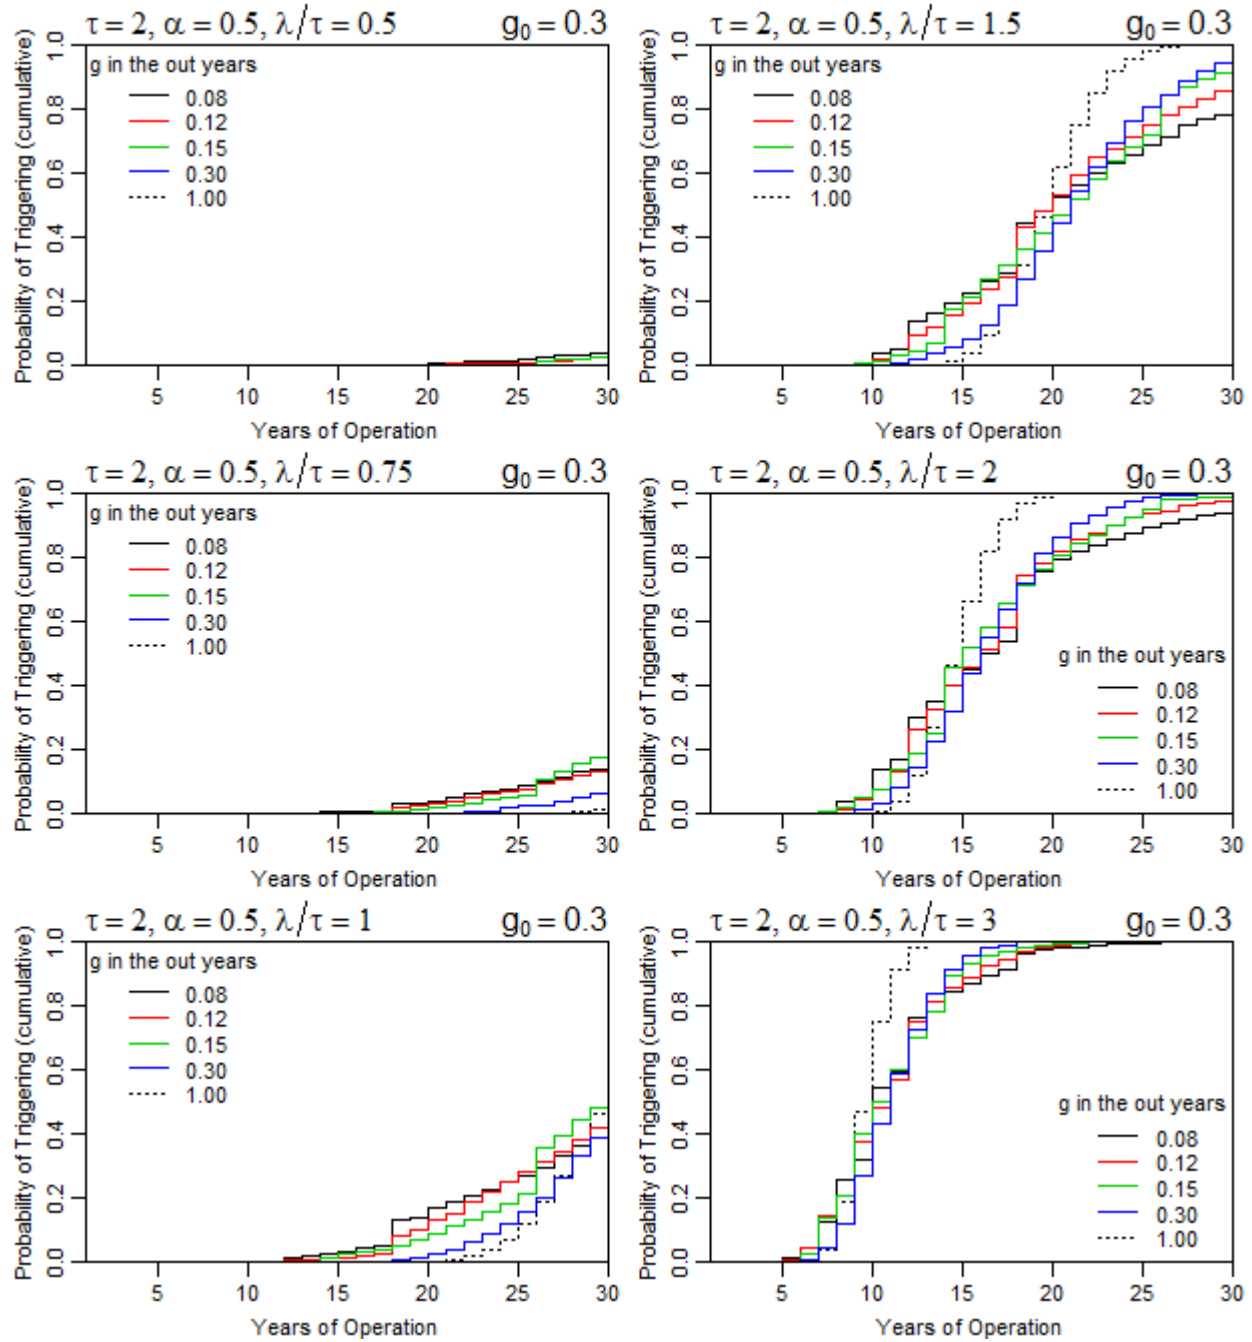 τ = 2, α = 0.5, λ/τ = 0.5 g₀ = 0.3
Probability of Triggering (cumulative)
0.0 0.2 0.4 0.6 0.8 1.0
g in the out years
0.08
0.12
0.15
0.30
1.00
5 10 15 20 25 30
Years of Operation
τ = 2, α = 0.5, λ/τ = 1.5 g₀ = 0.3
Probability of Triggering (cumulative)
0.0 0.2 0.4 0.6 0.8 1.0
g in the out years
0.08
0.12
0.15
0.30
1.00
5 10 15 20 25 30
Years of Operation
τ = 2, α = 0.5, λ/τ = 0.75 g₀ = 0.3
Probability of Triggering (cumulative)
0.0 0.2 0.4 0.6 0.8 1.0
g in the out years
0.08
0.12
0.15
0.30
1.00
5 10 15 20 25 30
Years of Operation
τ = 2, α = 0.5, λ/τ = 2 g₀ = 0.3
Probability of Triggering (cumulative)
0.0 0.2 0.4 0.6 0.8 1.0
g in the out years
0.08
0.12
0.15
0.30
1.00
5 10 15 20 25 30
Years of Operation
τ = 2, α = 0.5, λ/τ = 1 g₀ = 0.3
Probability of Triggering (cumulative)
0.0 0.2 0.4 0.6 0.8 1.0
g in the out years
0.08
0.12
0.15
0.30
1.00
5 10 15 20 25 30
Years of Operation
τ = 2, α = 0.5, λ/τ = 3 g₀ = 0.3
Probability of Triggering (cumulative)
0.0 0.2 0.4 0.6 0.8 1.0
g in the out years
0.08
0.12
0.15
0.30
1.00
5 10 15 20 25 30
Years of Operation